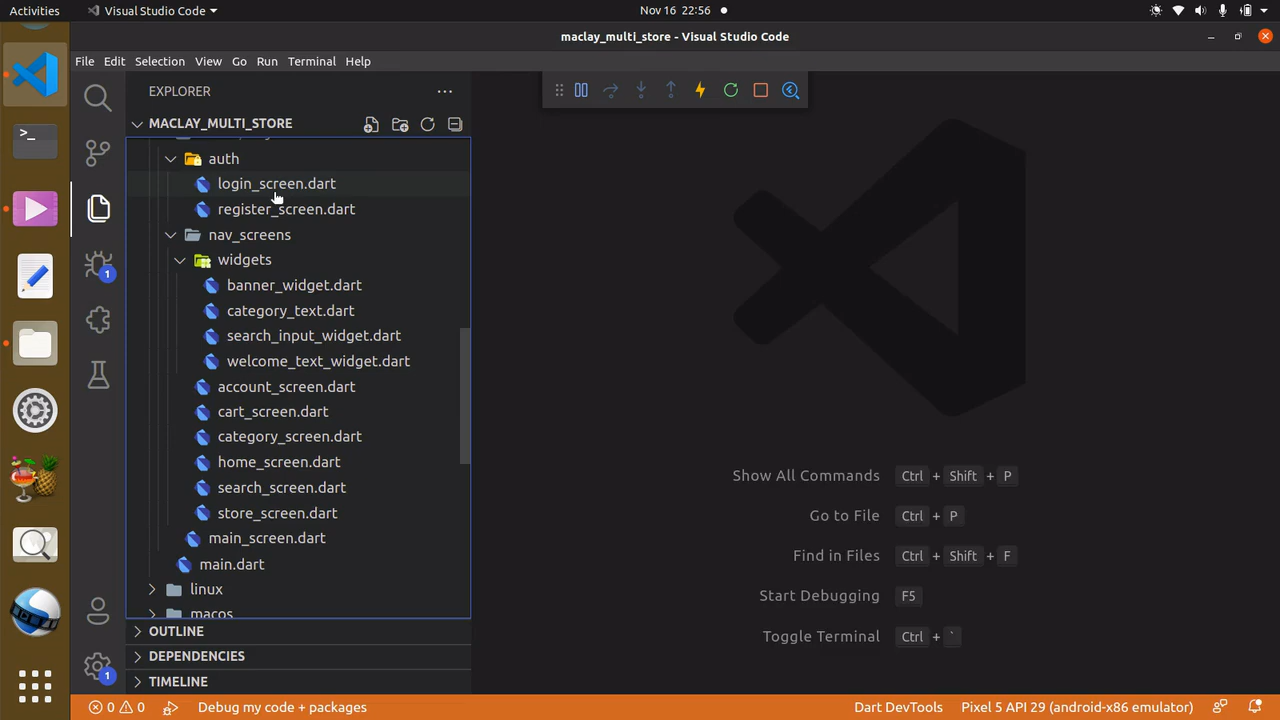 Activities
Visual Studio Code
Nov 16 22:56
maclay_multi_store - Visual Studio Code
File Edit Selection View Go Run Terminal Help
EXPLORER
MACLAY_MULTI_STORE
auth
login_screen.dart
register_screen.dart
nav_screens
widgets
banner_widget.dart
category_text.dart
search_input_widget.dart
welcome_text_widget.dart
account_screen.dart
cart_screen.dart
category_screen.dart
home_screen.dart
search_screen.dart
store_screen.dart
main_screen.dart
main.dart
linux
macos
OUTLINE
DEPENDENCIES
TIMELINE
1
1
>_
Show All Commands Ctrl + Shift + P
Go to File Ctrl + P
Find in Files Ctrl + Shift + F
Start Debugging F5
Toggle Terminal Ctrl + `
0 0 Debug my code + packages
Dart DevTools
Pixel 5 API 29 (android-x86 emulator)